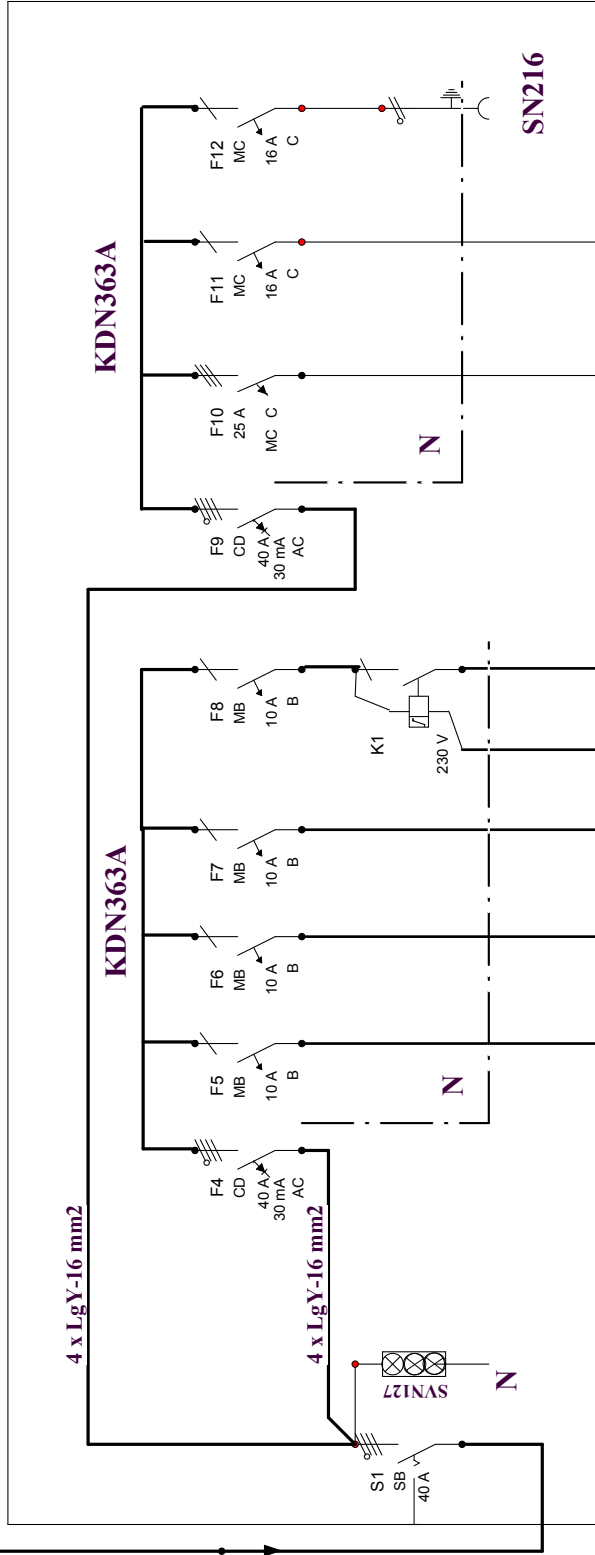 4 x LgY-16 mm2
4 x LgY-16 mm2
KDN363A
KDN363A
S1
SB
40 A
SVN127
N
F4
CD
40 A
30 mA
AC
F5
MB
10 A
B
F6
MB
10 A
B
F7
MB
10 A
B
F8
MB
10 A
B
K1
230 V
N
F9
CD
40 A
30 mA
AC
F10
25 A
MC C
F11
MC
16 A
C
F12
MC
16 A
C
N
SN216